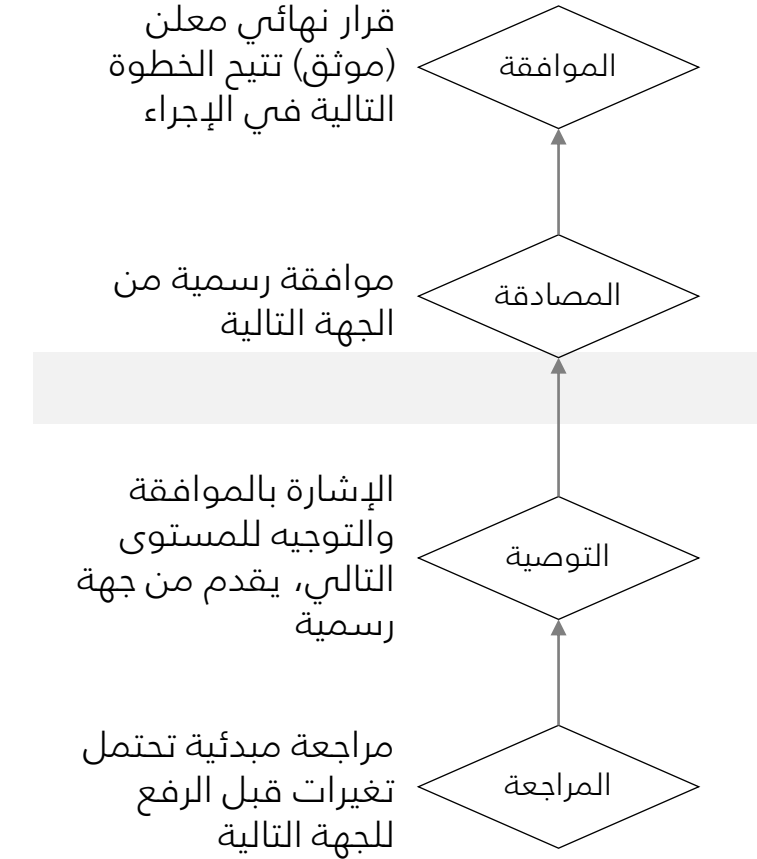 الموافقة
قرار نهائي معلن
(موثق) تتيح الخطوة
التالية في الإجراء
المصادقة
موافقة رسمية من
الجهة التالية
التوصية
الإشارة بالموافقة
والتوجيه للمستوى
التالي، يقدم من جهة
رسمية
المراجعة
مراجعة مبدئية تحتمل
تغيرات قبل الرفع
للجهة التالية